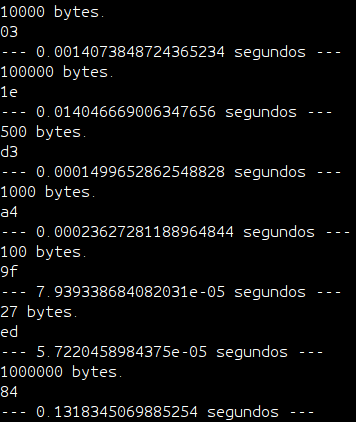 10000 bytes.
03
--- 0.0014073848724365234 segundos ---
100000 bytes.
1e
--- 0.014046669006347656 segundos ---
500 bytes.
d3
--- 0.0001499652862548828 segundos ---
1000 bytes.
a4
--- 0.00023627281188964844 segundos ---
100 bytes.
9f
--- 7.939338684082031e-05 segundos ---
27 bytes.
ed
--- 5.7220458984375e-05 segundos ---
1000000 bytes.
84
--- 0.1318345069885254 segundos ---